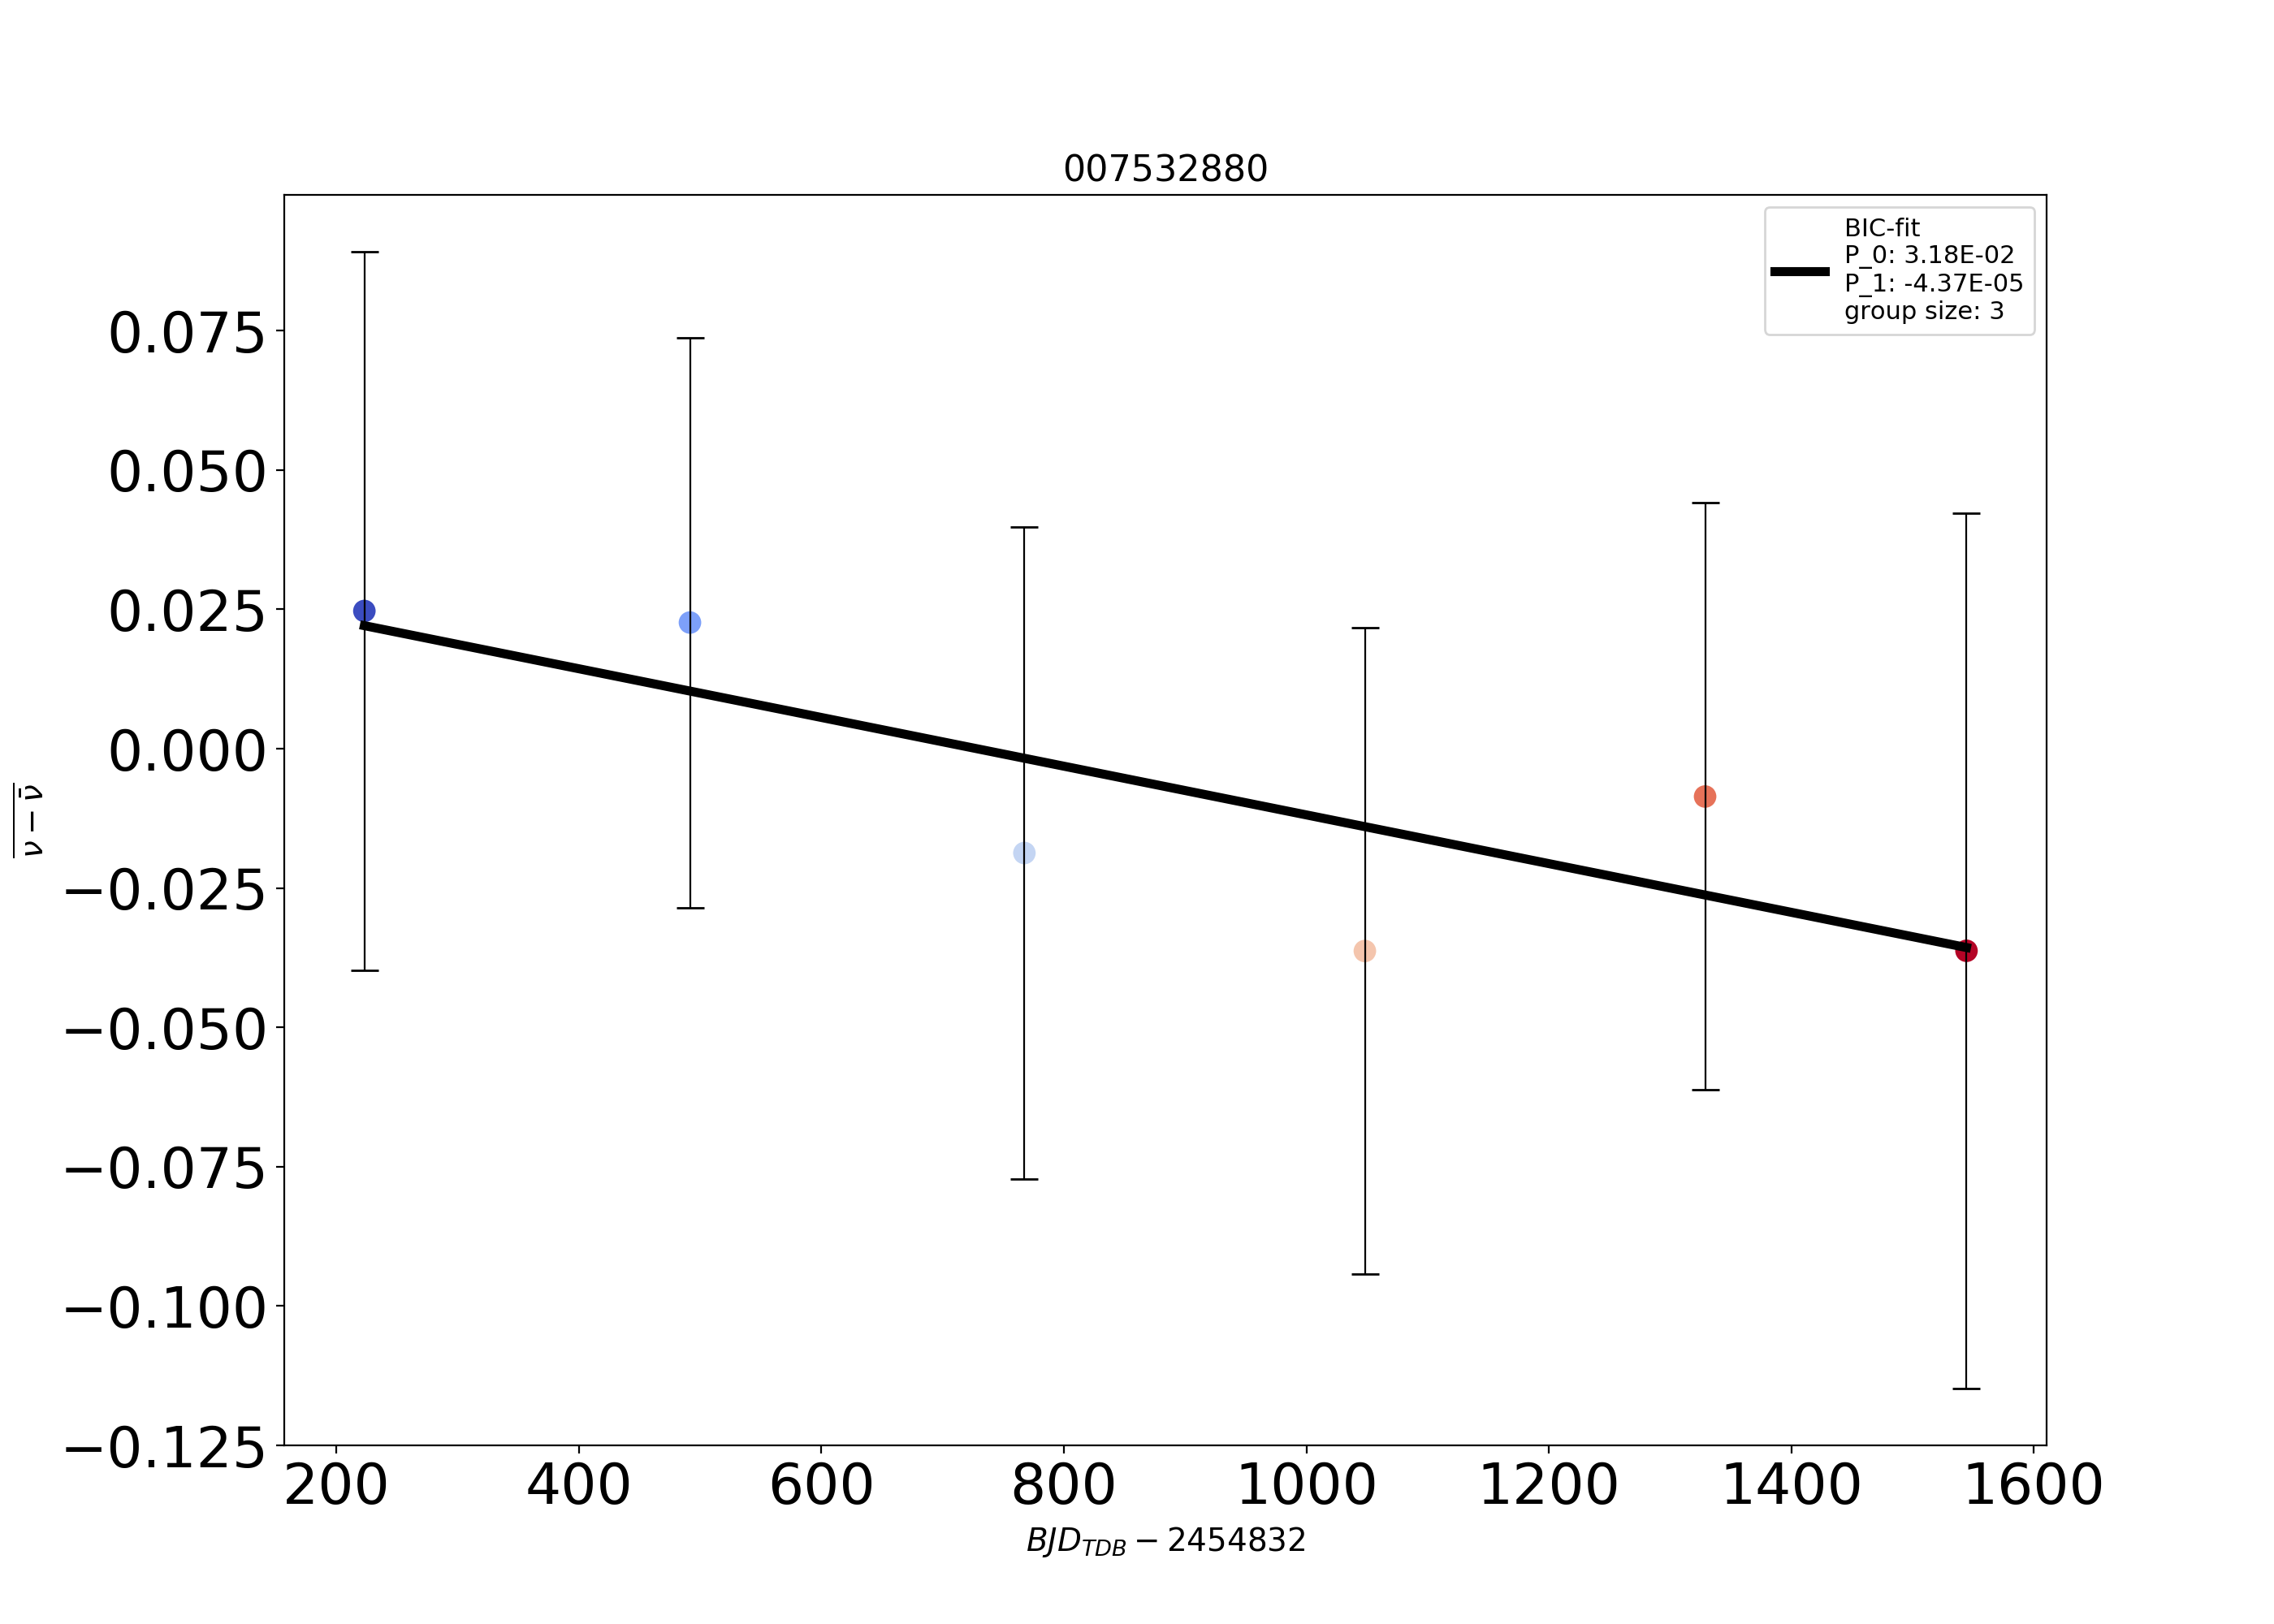 007532880
BIC-fit
P_0: 3.18E-02
P_1: -4.37E-05
group size: 3
0.075
0.050
0.025
0.000
−0.025
−0.050
−0.075
−0.100
−0.125
ν − ν̄
200 400 600 800 1000 1200 1400 1600
BJD_TDB − 2454832